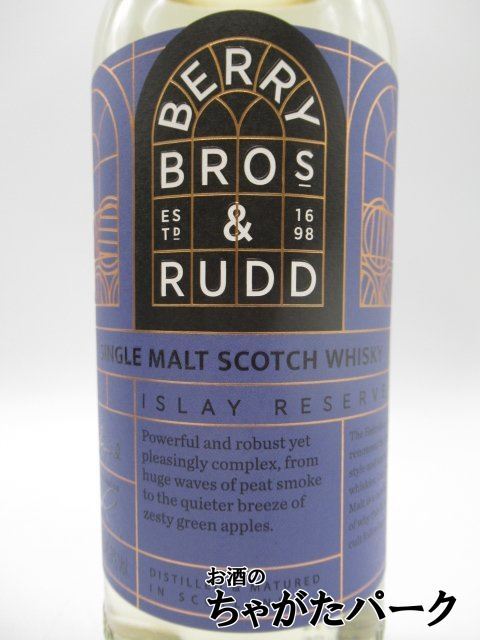 BERRY
BROS
ESTD
&
1698
RUDD
SINGLE MALT SCOTCH WHISKY
ISLAY RESERVE
Powerful and robust yet
pleasingly complex, from
huge waves of peat smoke
to the quieter breeze of
zesty green apples.
DISTILLED & MATURED
IN
お酒の
ちゃがたパーク